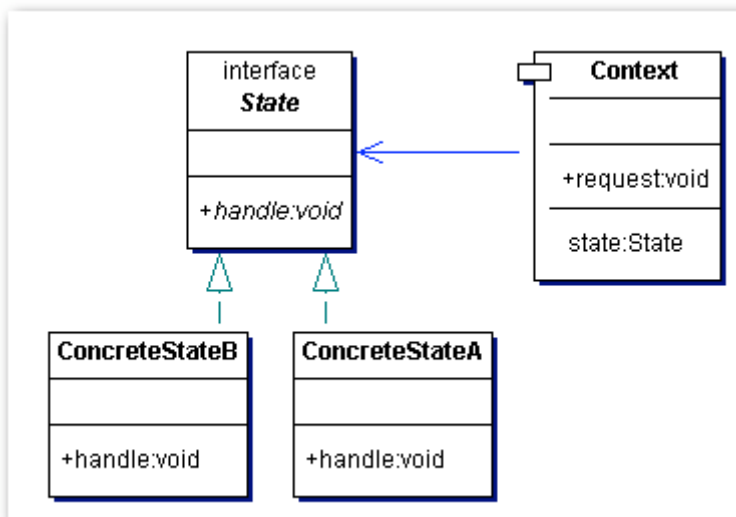 interface
State
+handle:void
Context
+request:void
state:State
ConcreteStateB
+handle:void
ConcreteStateA
+handle:void